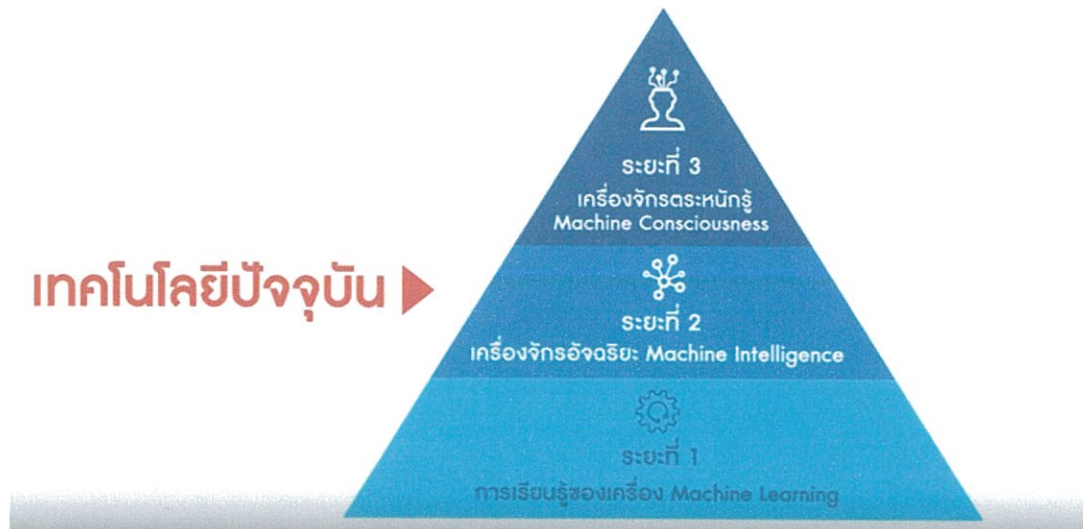 ระยะที่ 3
เครื่องจักรตระหนักรู้
Machine Consciousness
เทคโนโลยีปัจจุบัน
ระยะที่ 2
เครื่องจักรอัจฉริยะ Machine Intelligence
ระยะที่ 1
การเรียนรู้ของเครื่อง Machine Learning